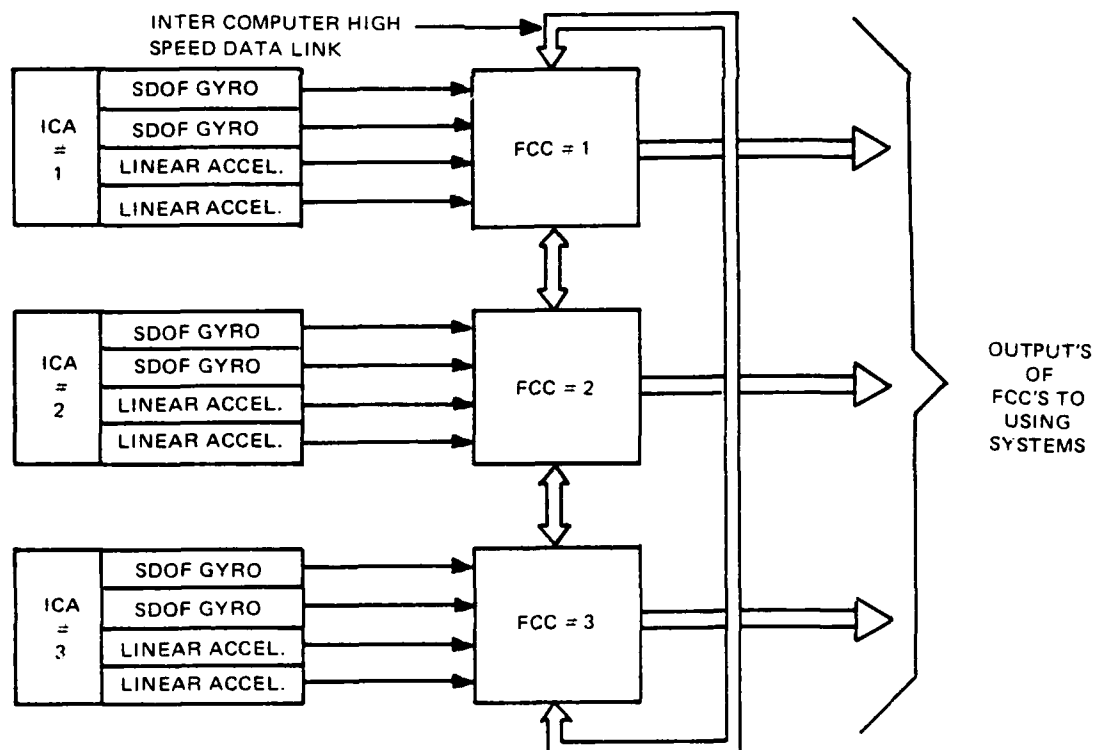 INTER COMPUTER HIGH
SPEED DATA LINK
ICA
=
1
SDOF GYRO
SDOF GYRO
LINEAR ACCEL.
LINEAR ACCEL.
FCC = 1
ICA
=
2
SDOF GYRO
SDOF GYRO
LINEAR ACCEL.
LINEAR ACCEL.
FCC = 2
OUTPUT'S
OF
FCC'S TO
USING
SYSTEMS
ICA
=
3
SDOF GYRO
SDOF GYRO
LINEAR ACCEL.
LINEAR ACCEL.
FCC = 3